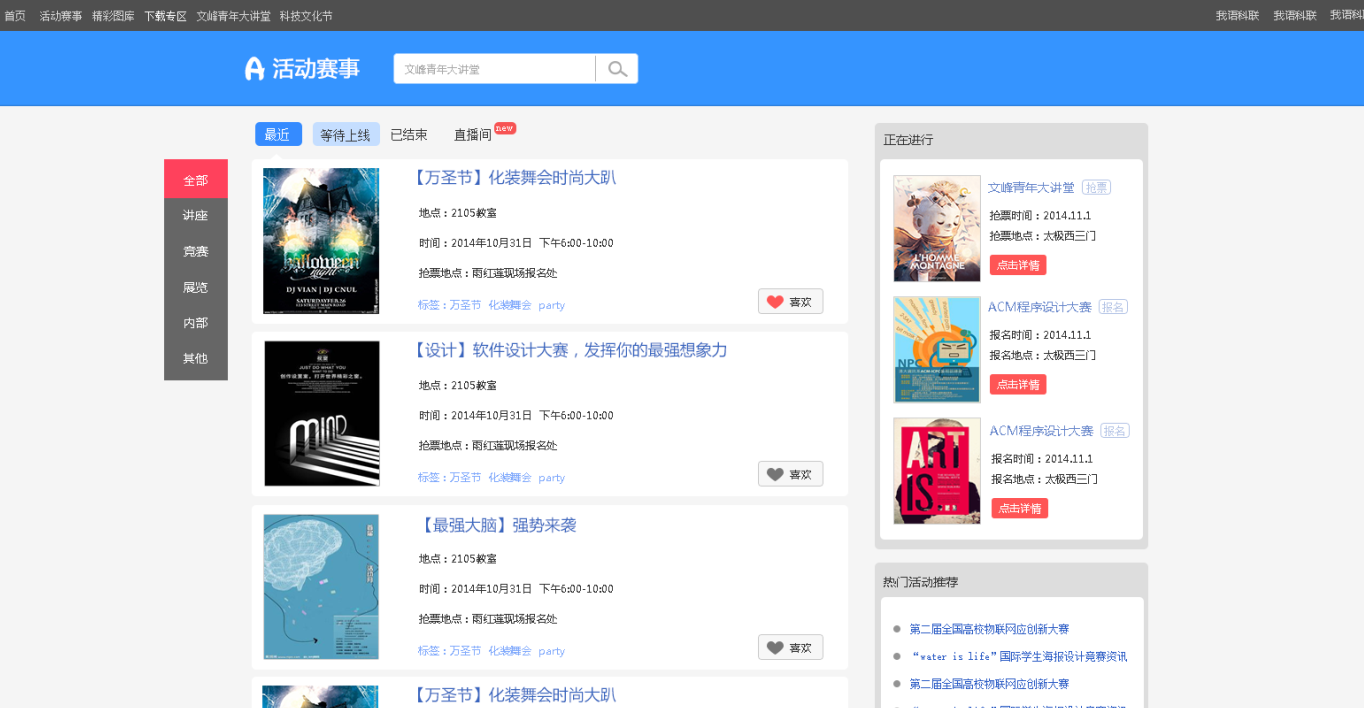 首页 活动赛事 精彩图库 下载专区 文峰青年大讲堂 科技文化节 我语科联 我语科联 我语科联
活动赛事
文峰青年大讲堂
最近 等待上线 已结束 直播间 new
全部
讲座
竞赛
展览
内部
其他
【万圣节】化装舞会时尚大趴
地点：2105教室
时间：2014年10月31日 下午6:00-10:00
抢票地点：雨红莲现场报名处
标签：万圣节 化装舞会 party
喜欢
halloween
night
DJ VIAN | DJ CNUL
【设计】软件设计大赛，发挥你的最强想象力
地点：2105教室
时间：2014年10月31日 下午6:00-10:00
抢票地点：雨红莲现场报名处
标签：万圣节 化装舞会 party
喜欢
JUST DO WHAT YOU
WANT TO DO
MIND
【最强大脑】强势来袭
地点：2105教室
时间：2014年10月31日 下午6:00-10:00
抢票地点：雨红莲现场报名处
标签：万圣节 化装舞会 party
喜欢
【万圣节】化装舞会时尚大趴
正在进行
文峰青年大讲堂 抢票
抢票时间：2014.11.1
抢票地点：太极西三门
点击详情
L'HOMME
MONTAGNE
ACM程序设计大赛 报名
报名时间：2014.11.1
报名地点：太极西三门
点击详情
NPC
ACM程序设计大赛 报名
报名时间：2014.11.1
报名地点：太极西三门
点击详情
ART
IS
热门活动推荐
第二届全国高校物联网应创新大赛
“water is life”国际学生海报设计竞赛资讯
第二届全国高校物联网应创新大赛